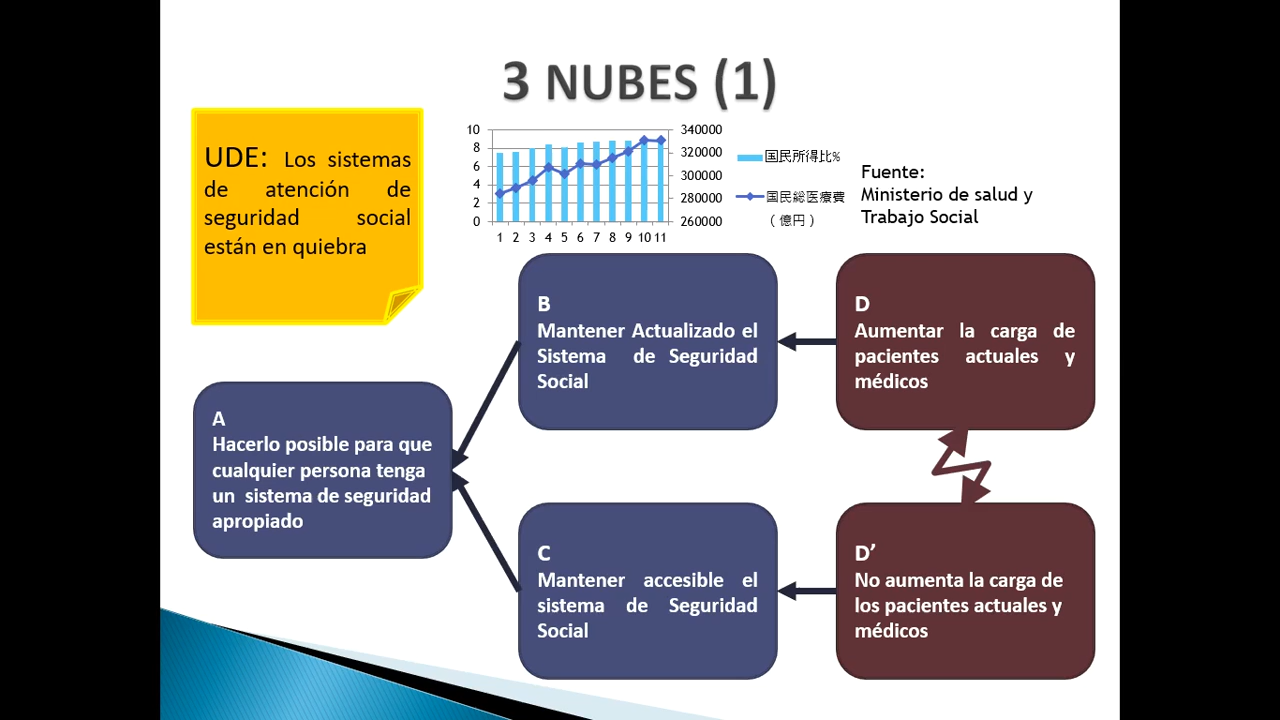 3 NUBES (1)
UDE: Los sistemas
de atención de
seguridad social
están en quiebra
10
8
6
4
2
0
340000
320000
300000
280000
260000
1 2 3 4 5 6 7 8 9 10 11
国民所得比%
国民総医療費
（億円）
Fuente:
Ministerio de salud y
Trabajo Social
B
Mantener Actualizado el
Sistema de Seguridad
Social
D
Aumentar la carga de
pacientes actuales y
médicos
A
Hacerlo posible para que
cualquier persona tenga
un sistema de seguridad
apropiado
C
Mantener accesible el
sistema de Seguridad
Social
D’
No aumenta la carga de
los pacientes actuales y
médicos